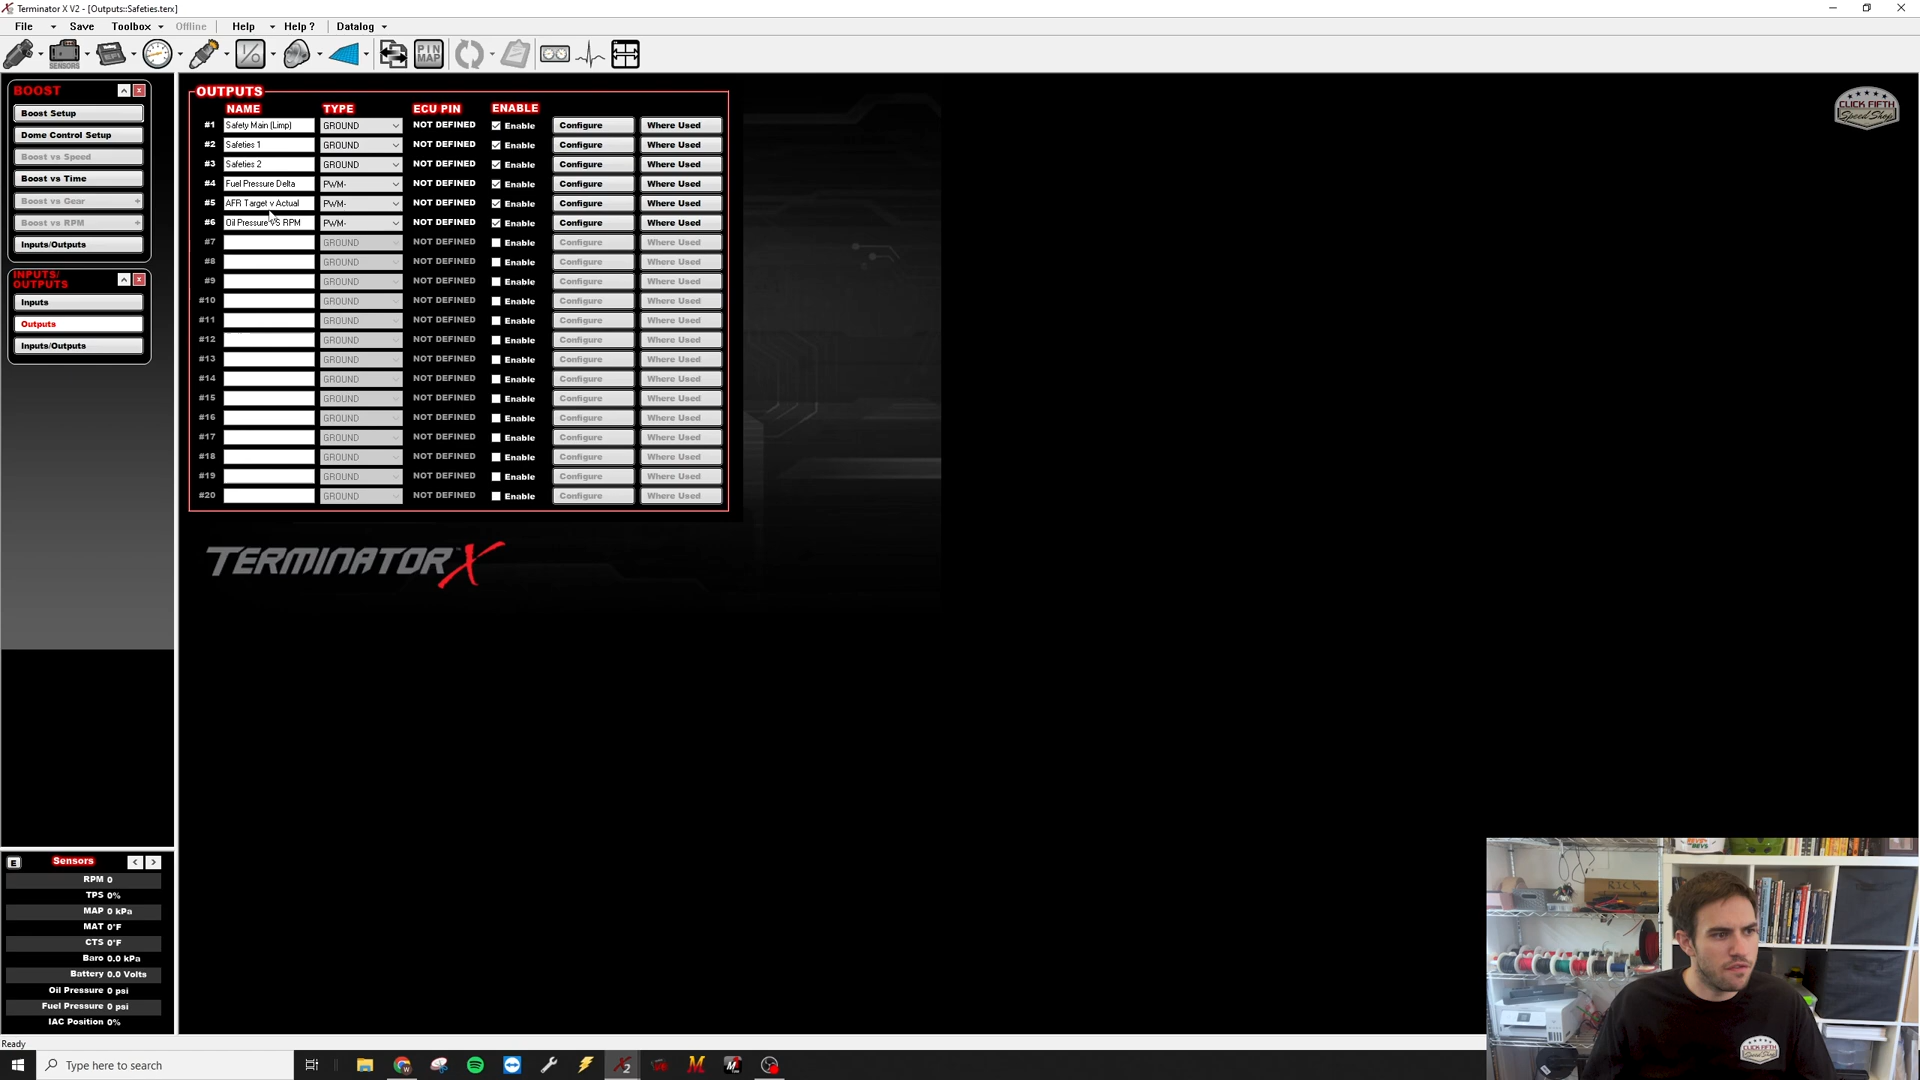 Terminator X V2 - [Outputs::Safeties.terx]
File Save Toolbox Offline Help Help ? Datalog
SENSORS I/O PIN MAP
BOOST
Boost Setup
Dome Control Setup
Boost vs Speed
Boost vs Time
Boost vs Gear +
Boost vs RPM +
Inputs/Outputs
INPUTS/
OUTPUTS
Inputs
Outputs
Inputs/Outputs
OUTPUTS
NAME TYPE ECU PIN ENABLE
#1 Safety Main (Limp) GROUND NOT DEFINED Enable Configure Where Used
#2 Safeties 1 GROUND NOT DEFINED Enable Configure Where Used
#3 Safeties 2 GROUND NOT DEFINED Enable Configure Where Used
#4 Fuel Pressure Delta PWM- NOT DEFINED Enable Configure Where Used
#5 AFR Target v Actual PWM- NOT DEFINED Enable Configure Where Used
#6 Oil Pressure VS RPM PWM- NOT DEFINED Enable Configure Where Used
#7 GROUND NOT DEFINED Enable Configure Where Used
#8 GROUND NOT DEFINED Enable Configure Where Used
#9 GROUND NOT DEFINED Enable Configure Where Used
#10 GROUND NOT DEFINED Enable Configure Where Used
#11 GROUND NOT DEFINED Enable Configure Where Used
#12 GROUND NOT DEFINED Enable Configure Where Used
#13 GROUND NOT DEFINED Enable Configure Where Used
#14 GROUND NOT DEFINED Enable Configure Where Used
#15 GROUND NOT DEFINED Enable Configure Where Used
#16 GROUND NOT DEFINED Enable Configure Where Used
#17 GROUND NOT DEFINED Enable Configure Where Used
#18 GROUND NOT DEFINED Enable Configure Where Used
#19 GROUND NOT DEFINED Enable Configure Where Used
#20 GROUND NOT DEFINED Enable Configure Where Used
TERMINATOR X
CLICK FIFTH
Speed Shop
E Sensors < >
RPM 0
TPS 0%
MAP 0 kPa
MAT 0°F
CTS 0°F
Baro 0.0 kPa
Battery 0.0 Volts
Oil Pressure 0 psi
Fuel Pressure 0 psi
IAC Position 0%
Ready
Type here to search
CLICK FIFTH
Speed Shop